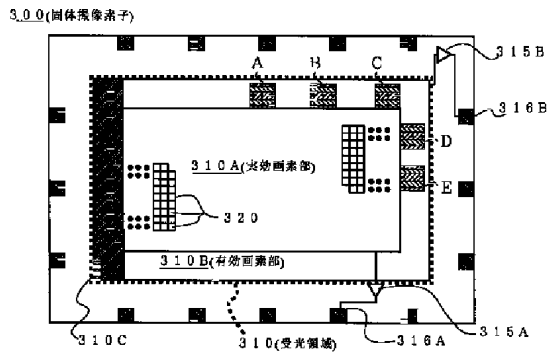 300(固体撮像素子)
315B
A B C
316B
D
310A(実効画素部)
E
320
310B(有効画素部)
310C
310(受光領域)
316A
315A